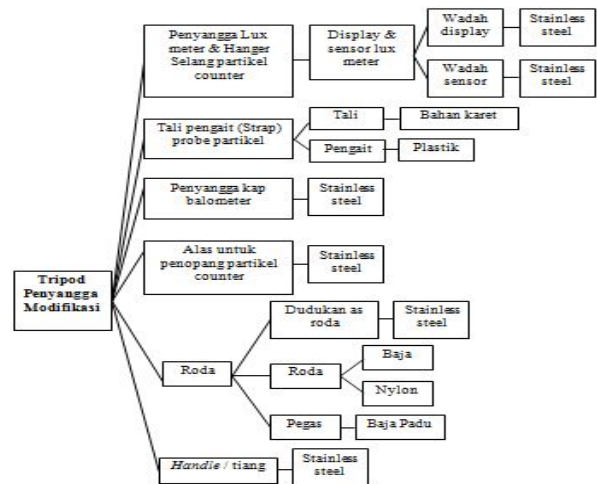 Penyangga Lux
meter & Hanger
Selang partikel
counter
Display &
sensor lux
meter
Wadah
display
Stainless
steel
Wadah
sensor
Stainless
steel
Tali pengait (Strap)
probe partikel
Tali
Bahan karet
Pengait
Plastik
Penyangga kap
balometer
Stainless
steel
Alas untuk
penopang partikel
counter
Stainless
steel
Tripod
Penyangga
Modifikasi
Roda
Dudukan as
roda
Stainless
steel
Roda
Baja
Nylon
Pegas
Baja Padu
Handle / tiang
Stainless
steel